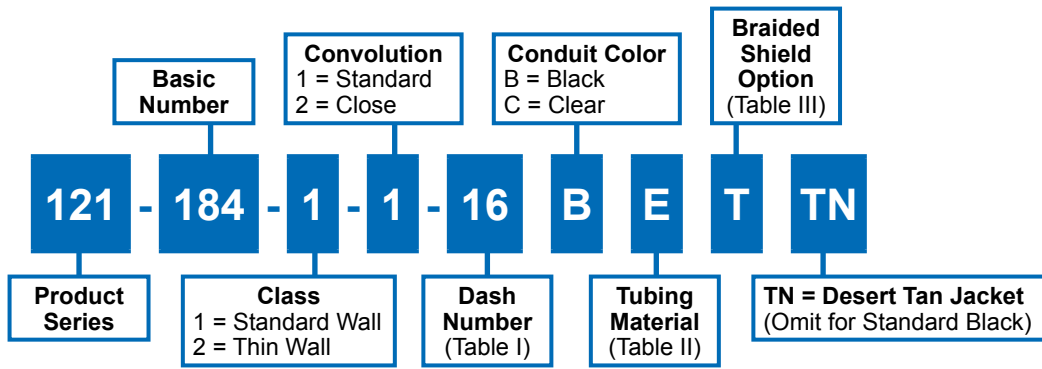 Basic
Number
Convolution
1 = Standard
2 = Close
Conduit Color
B = Black
C = Clear
Braided
Shield
Option
(Table III)
121 - 184 - 1 - 1 - 16 B E T TN
Product
Series
Class
1 = Standard Wall
2 = Thin Wall
Dash
Number
(Table I)
Tubing
Material
(Table II)
TN = Desert Tan Jacket
(Omit for Standard Black)